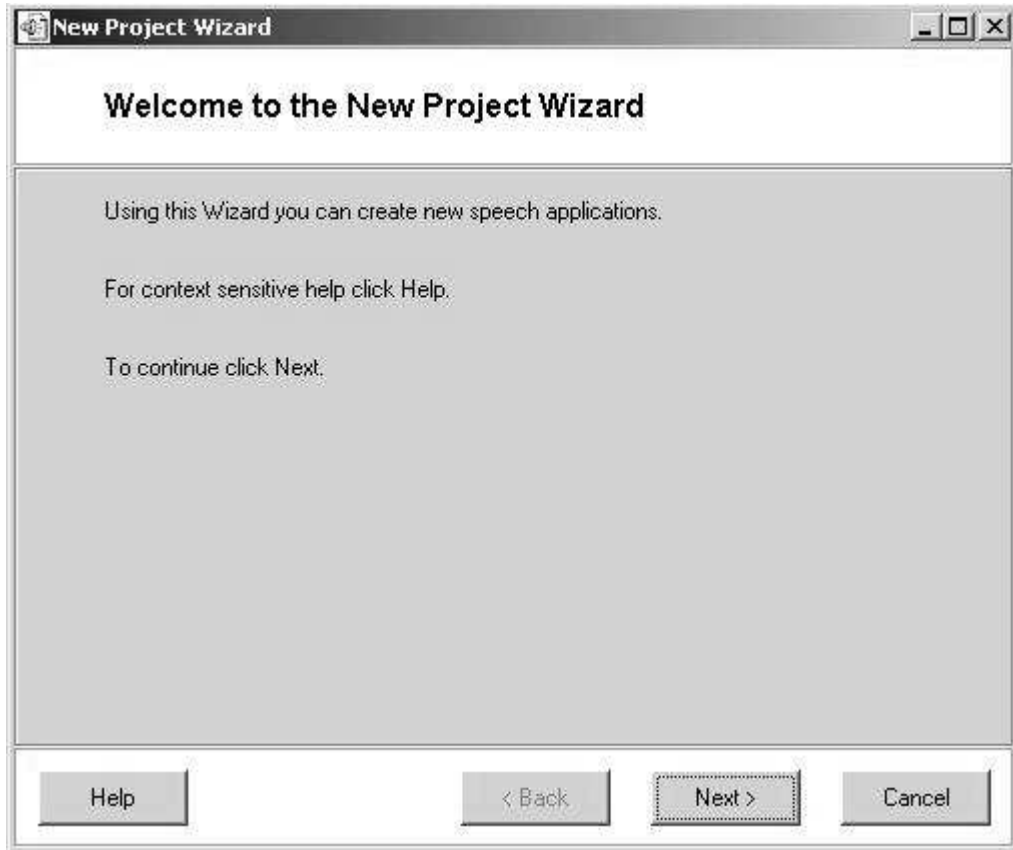 New Project Wizard
Welcome to the New Project Wizard
Using this Wizard you can create new speech applications.
For context sensitive help click Help.
To continue click Next.
Help < Back Next > Cancel